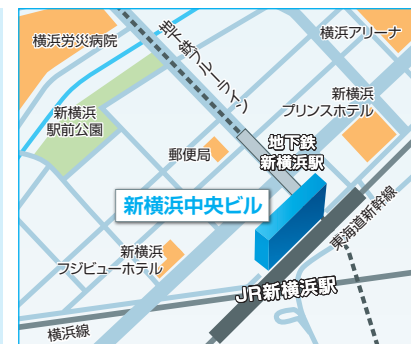 横浜労災病院
横浜アリーナ
地下鉄ブルーライン
新横浜
駅前公園
新横浜
プリンスホテル
郵便局
地下鉄
新横浜駅
新横浜中央ビル
東海道新幹線
新横浜
フジビューホテル
JR新横浜駅
横浜線